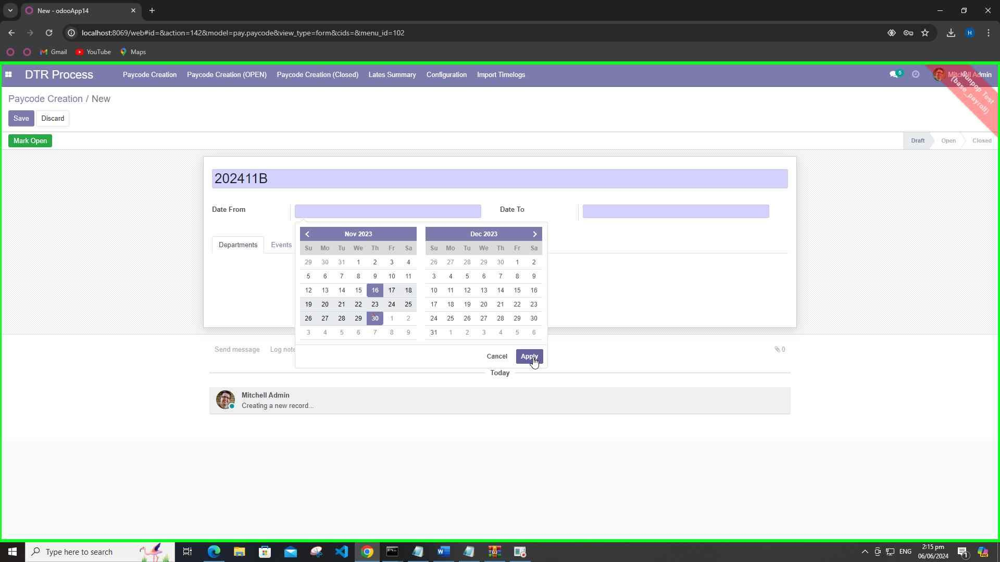 New - odooApp14
localhost:8069/web#id=&action=142&model=pay.paycode&view_type=form&cids=&menu_id=102
H
Gmail YouTube Maps
DTR Process Paycode Creation Paycode Creation (OPEN) Paycode Creation (Closed) Lates Summary Configuration Import Timelogs 5 Mitchell Admin
Sunpop Test
(base_payroll)
Paycode Creation / New
Save Discard
Mark Open Draft Open Closed
202411B
Date From Date To
Departments Events
Nov 2023 Dec 2023
Su Mo Tu We Th Fr Sa Su Mo Tu We Th Fr Sa
29 30 31 1 2 3 4 26 27 28 29 30 1 2
5 6 7 8 9 10 11 3 4 5 6 7 8 9
12 13 14 15 16 17 18 10 11 12 13 14 15 16
19 20 21 22 23 24 25 17 18 19 20 21 22 23
26 27 28 29 30 1 2 24 25 26 27 28 29 30
3 4 5 6 7 8 9 31 1 2 3 4 5 6
Send message Log note 0
Cancel Apply
Today
Mitchell Admin
Creating a new record...
Type here to search ENG 2:15 pm
06/06/2024 1